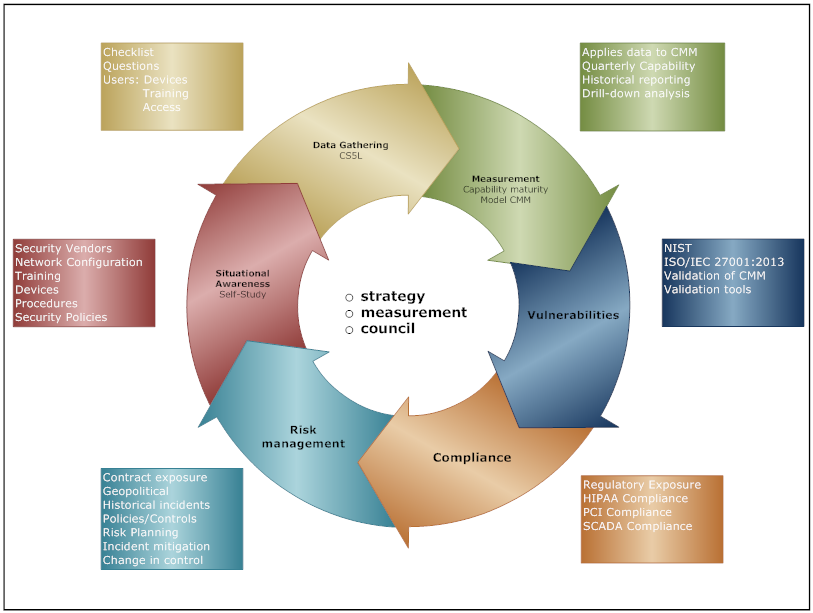 Checklist
Questions
Users: Devices
Training
Access
Applies data to CMM
Quarterly Capability
Historical reporting
Drill-down analysis
Data Gathering
CS5L
Measurement
Capability maturity
Model CMM
Security Vendors
Network Configuration
Training
Devices
Procedures
Security Policies
Situational
Awareness
Self-Study
strategy
measurement
council
Vulnerabilities
NIST
ISO/IEC 27001:2013
Validation of CMM
Validation tools
Risk
management
Compliance
Contract exposure
Geopolitical
Historical incidents
Policies/Controls
Risk Planning
Incident mitigation
Change in control
Regulatory Exposure
HIPAA Compliance
PCI Compliance
SCADA Compliance